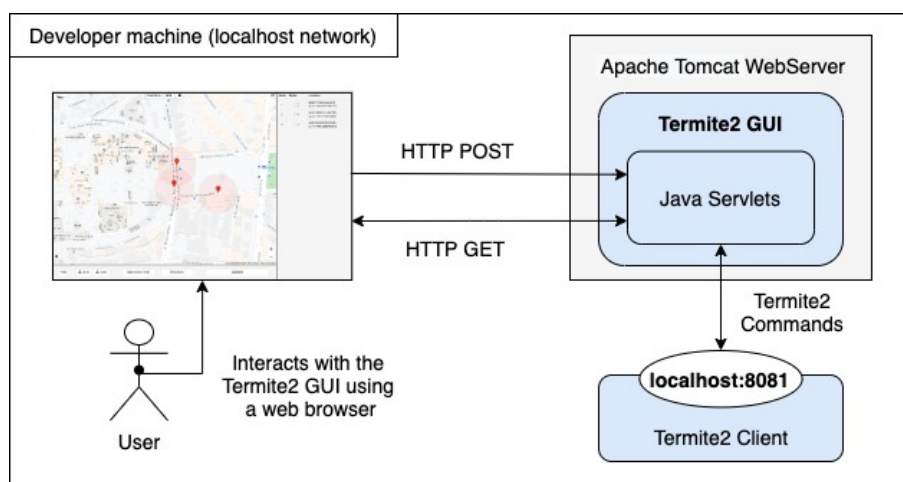 Developer machine (localhost network)
Apache Tomcat WebServer
Termite2 GUI
HTTP POST
Java Servlets
HTTP GET
Termite2
Commands
Interacts with the
Termite2 GUI using
a web browser
localhost:8081
User
Termite2 Client